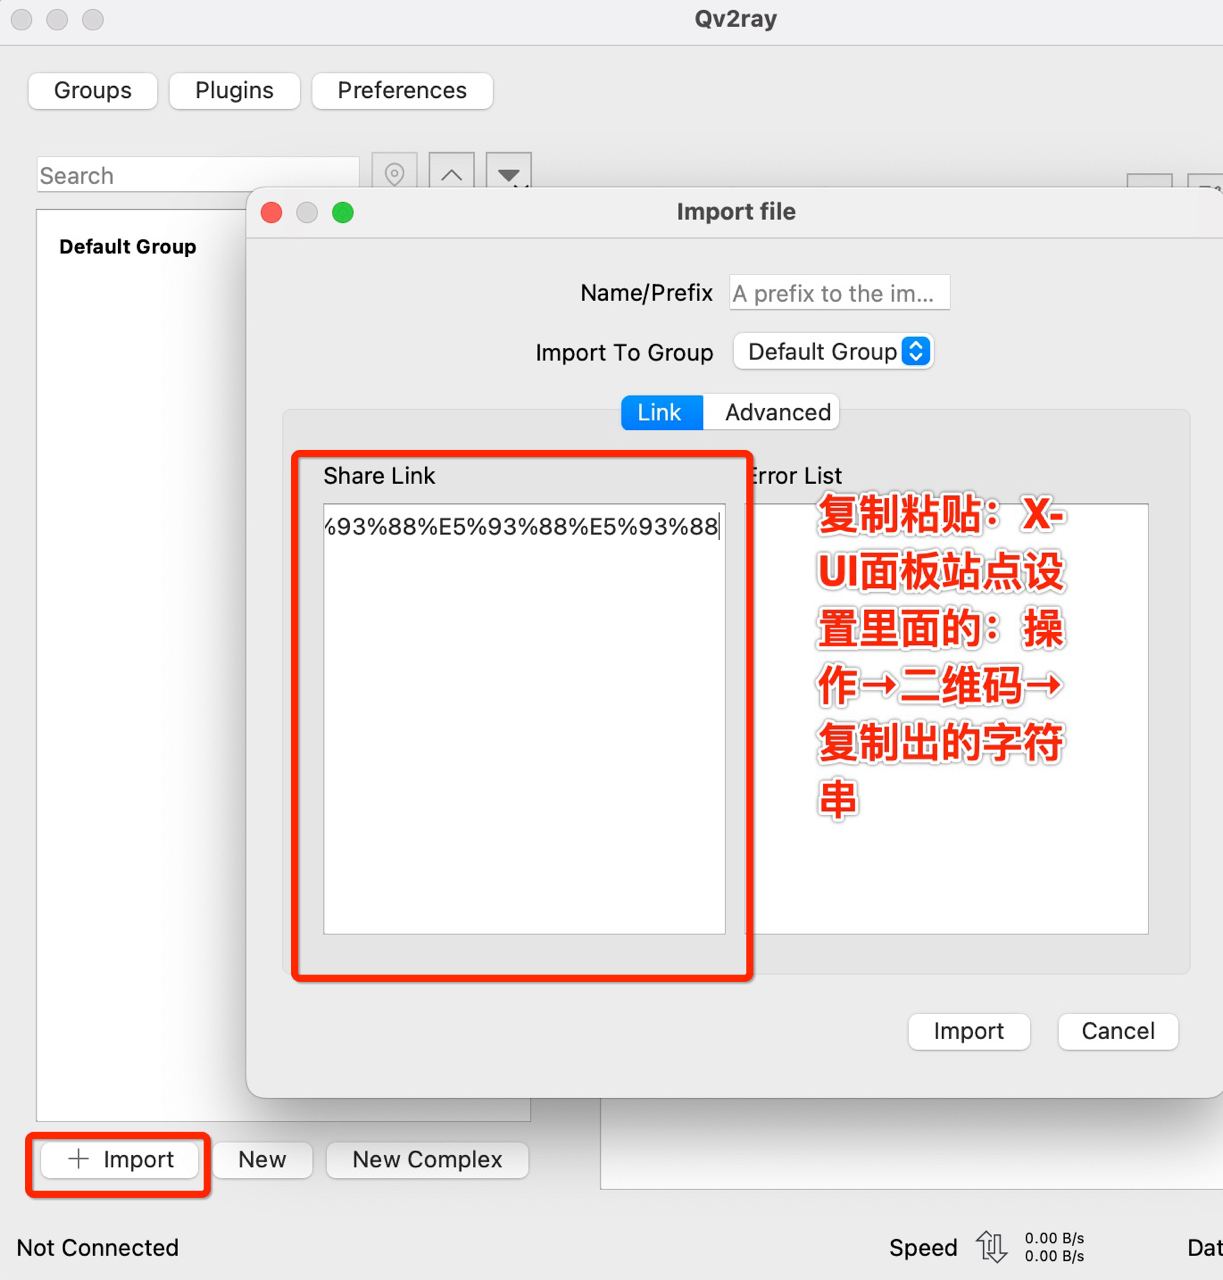 Qv2ray
Groups
Plugins
Preferences
Search
Import file
Default Group
Name/Prefix
A prefix to the im...
Import To Group
Default Group
Link
Advanced
Share Link
Error List
%93%88%E5%93%88%E5%93%88
复制粘贴：X-
UI面板站点设
置里面的：操
作→二维码→
复制出的字符
串
Import
Cancel
Import
New
New Complex
Not Connected
Speed
0.00 B/s
0.00 B/s
Dat